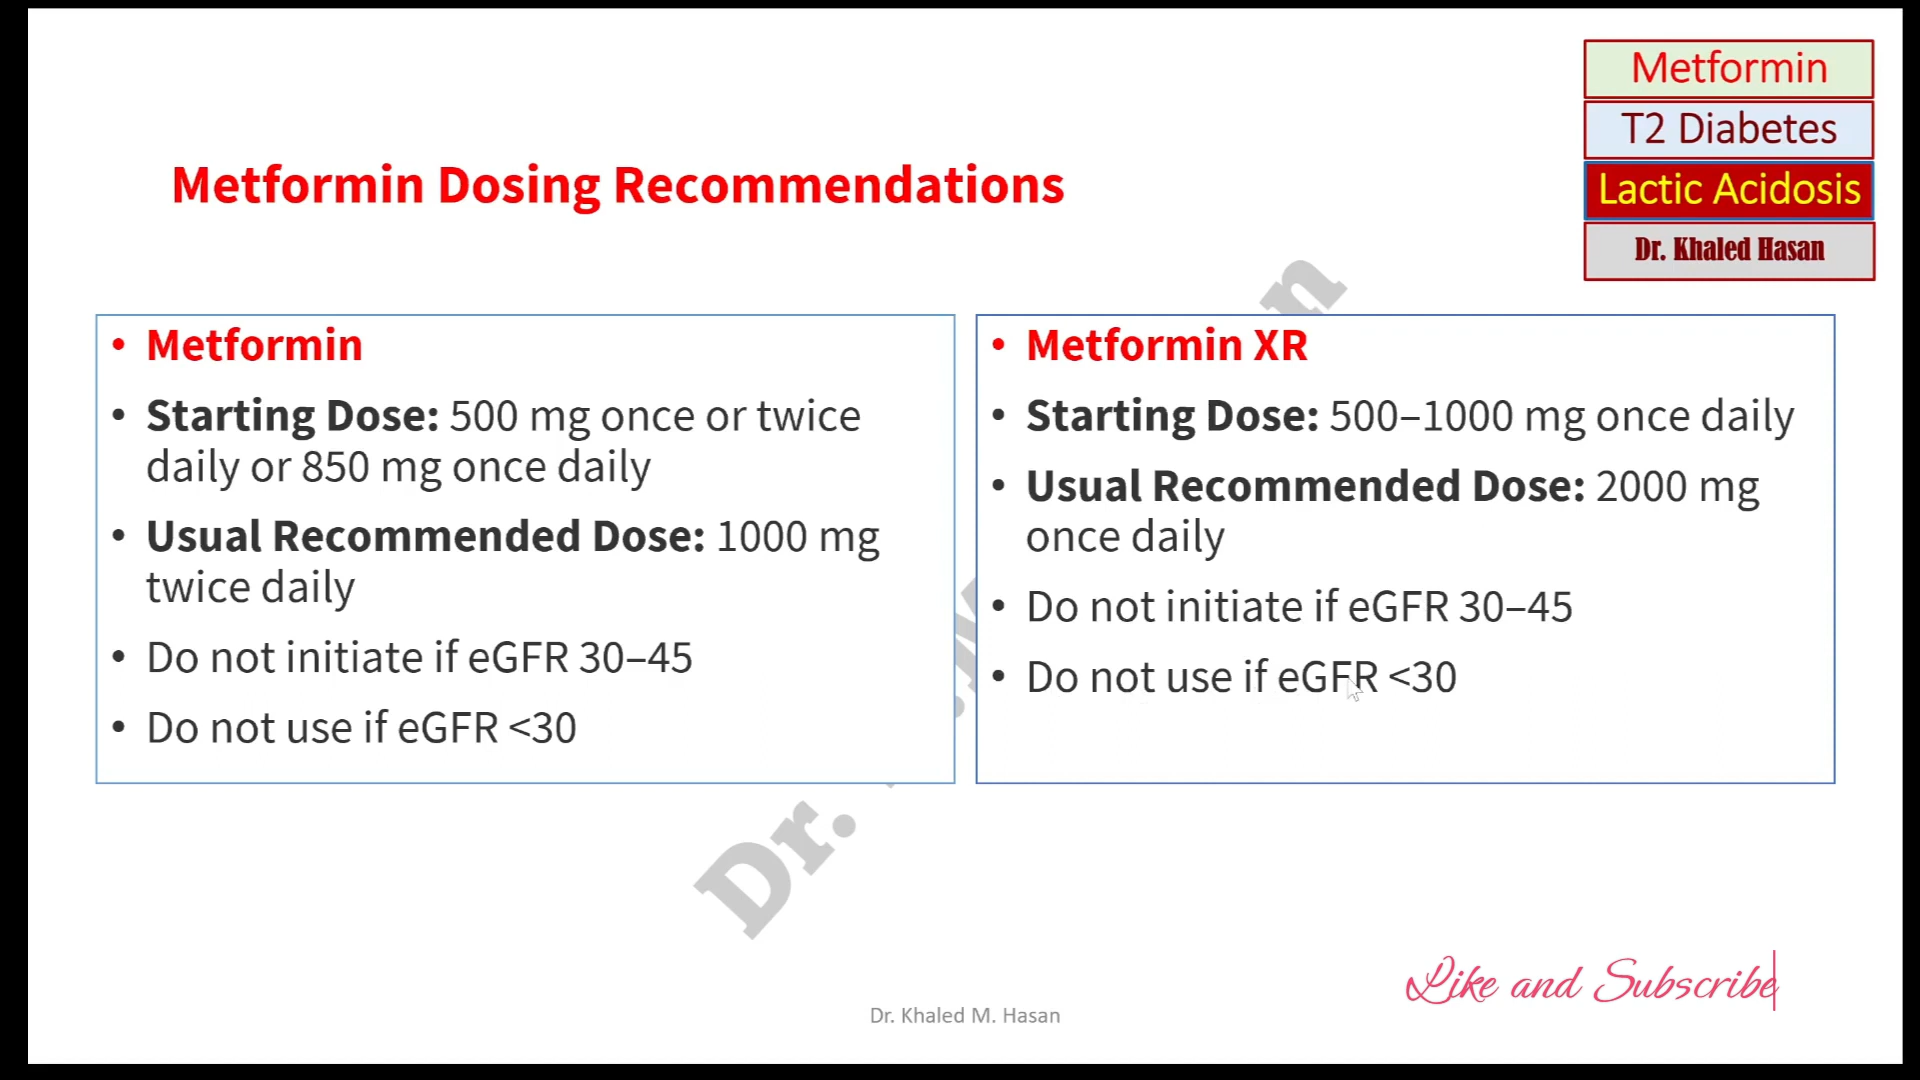 Metformin
T2 Diabetes
Lactic Acidosis
Dr. Khaled Hasan
Metformin Dosing Recommendations
• Metformin
• Starting Dose: 500 mg once or twice
daily or 850 mg once daily
• Usual Recommended Dose: 1000 mg
twice daily
• Do not initiate if eGFR 30–45
• Do not use if eGFR <30
• Metformin XR
• Starting Dose: 500–1000 mg once daily
• Usual Recommended Dose: 2000 mg
once daily
• Do not initiate if eGFR 30–45
• Do not use if eGFR <30
Dr.
Like and Subscribe
Dr. Khaled M. Hasan